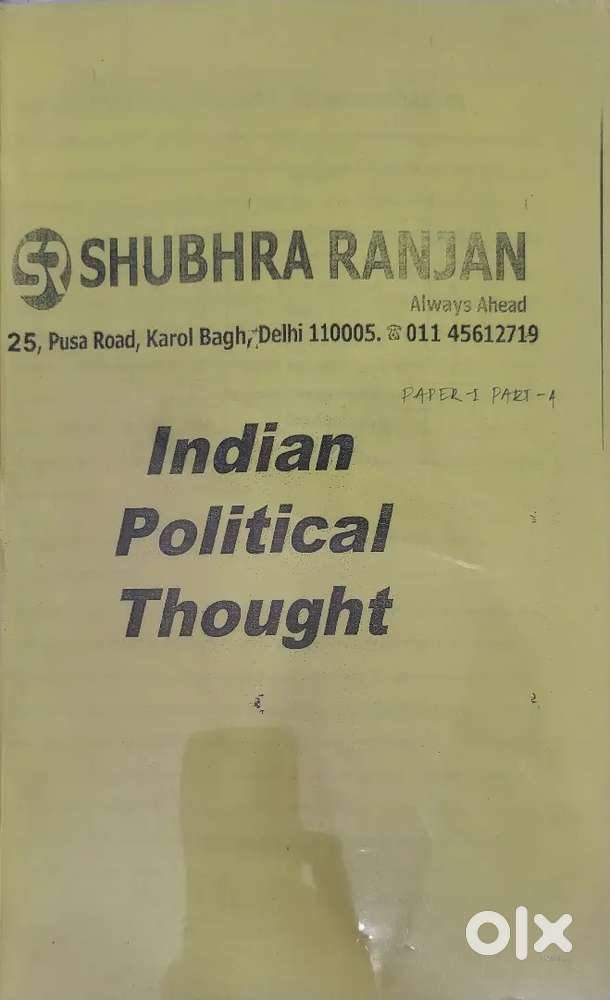 SR SHUBHRA RANJAN
Always Ahead
25, Pusa Road, Karol Bagh, Delhi 110005. ☏ 011 45612719
PAPER-I PART-A
Indian
Political
Thought
olx